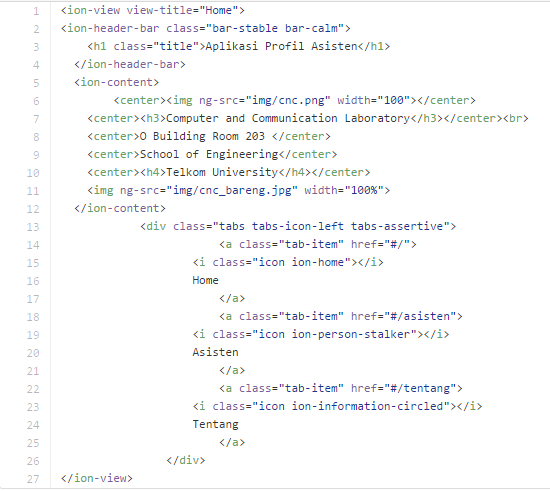 1 <ion-view view-title="Home">
2 <ion-header-bar class="bar-stable bar-calm">
3 <h1 class="title">Aplikasi Profil Asisten</h1>
4 </ion-header-bar>
5 <ion-content>
6 <center><img ng-src="img/cnc.png" width="100"></center>
7 <center><h3>Computer and Communication Laboratory</h3></center><br>
8 <center>O Building Room 203 </center>
9 <center>School of Engineering</center>
10 <center><h4>Telkom University</h4></center>
11 <img ng-src="img/cnc_bareng.jpg" width="100%">
12 </ion-content>
13 <div class="tabs tabs-icon-left tabs-assertive">
14 <a class="tab-item" href="#/">
15 <i class="icon ion-home"></i>
16 Home
17 </a>
18 <a class="tab-item" href="#/asisten">
19 <i class="icon ion-person-stalker"></i>
20 Asisten
21 </a>
22 <a class="tab-item" href="#/tentang">
23 <i class="icon ion-information-circled"></i>
24 Tentang
25 </a>
26 </div>
27 </ion-view>